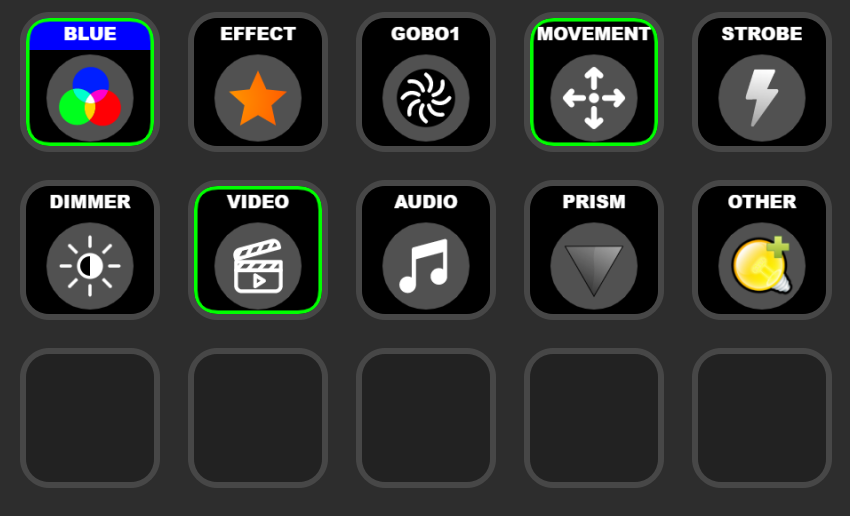 BLUE
EFFECT
GOBO1
MOVEMENT
STROBE
DIMMER
VIDEO
AUDIO
PRISM
OTHER